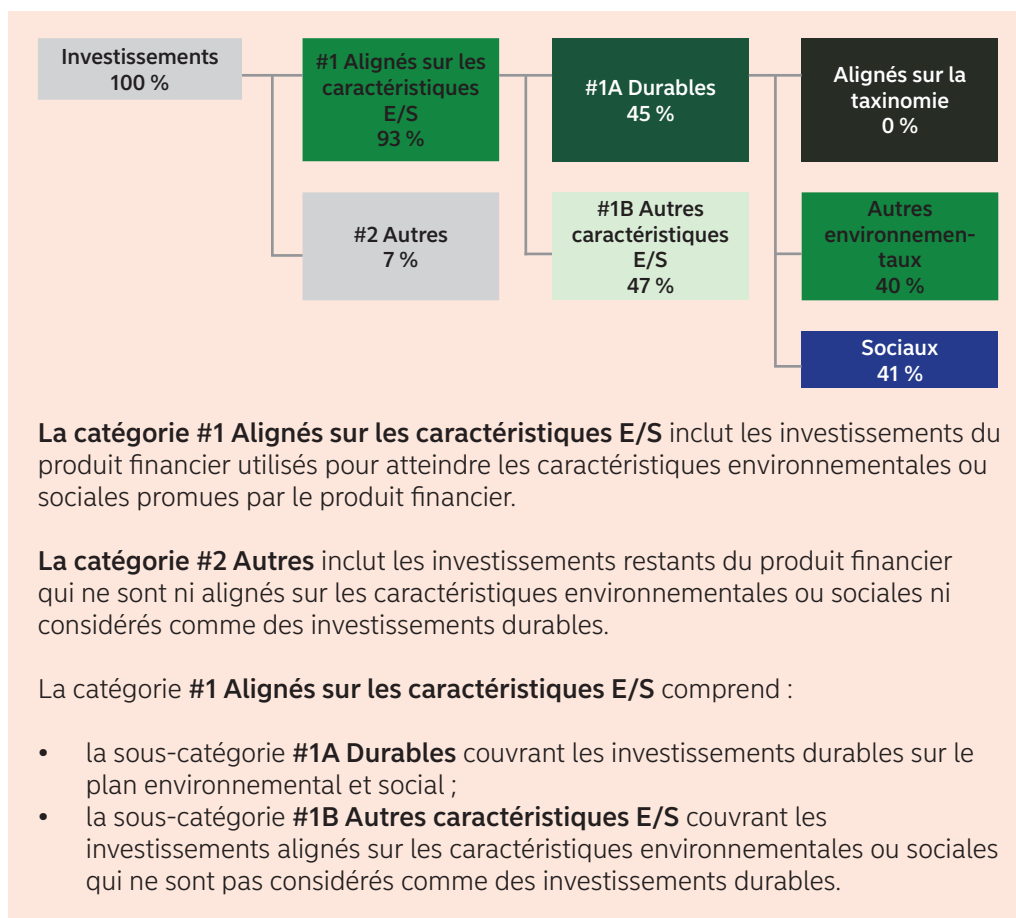 Investissements
100 %
#1 Alignés sur les
caractéristiques
E/S
93 %
#1A Durables
45 %
Alignés sur la
taxinomie
0 %
#2 Autres
7 %
#1B Autres
caractéristiques
E/S
47 %
Autres
environnemen-
taux
40 %
Sociaux
41 %
La catégorie #1 Alignés sur les caractéristiques E/S inclut les investissements du
produit financier utilisés pour atteindre les caractéristiques environnementales ou
sociales promues par le produit financier.
La catégorie #2 Autres inclut les investissements restants du produit financier
qui ne sont ni alignés sur les caractéristiques environnementales ou sociales ni
considérés comme des investissements durables.
La catégorie #1 Alignés sur les caractéristiques E/S comprend :
• la sous-catégorie #1A Durables couvrant les investissements durables sur le
plan environnemental et social ;
• la sous-catégorie #1B Autres caractéristiques E/S couvrant les
investissements alignés sur les caractéristiques environnementales ou sociales
qui ne sont pas considérés comme des investissements durables.